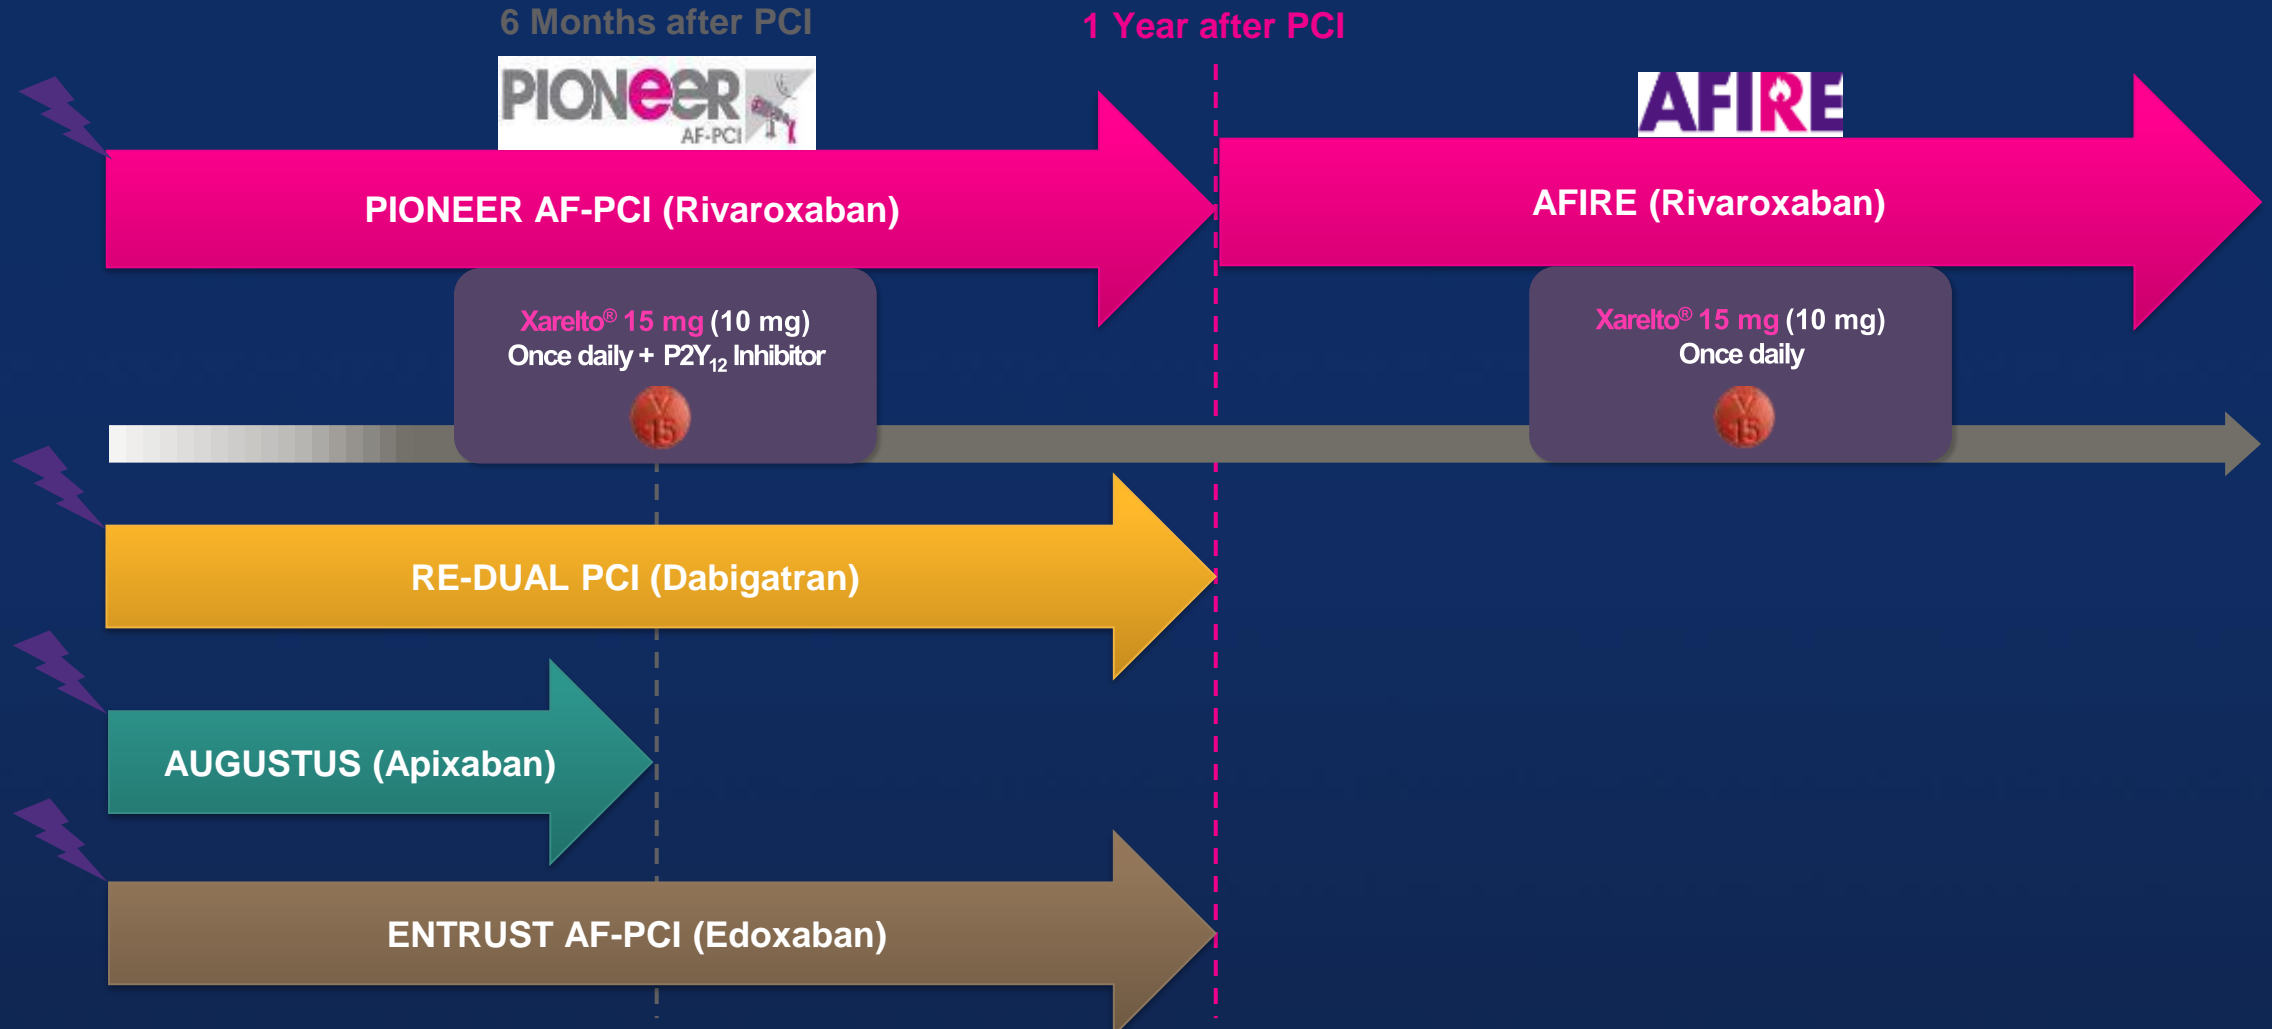 6 Months after PCI
1 Year after PCI
PIONEER
AF-PCI
AFIRE
PIONEER AF-PCI (Rivaroxaban)
AFIRE (Rivaroxaban)
Xarelto® 15 mg (10 mg)
Once daily + P2Y₁₂ Inhibitor
15
Xarelto® 15 mg (10 mg)
Once daily
15
RE-DUAL PCI (Dabigatran)
AUGUSTUS (Apixaban)
ENTRUST AF-PCI (Edoxaban)